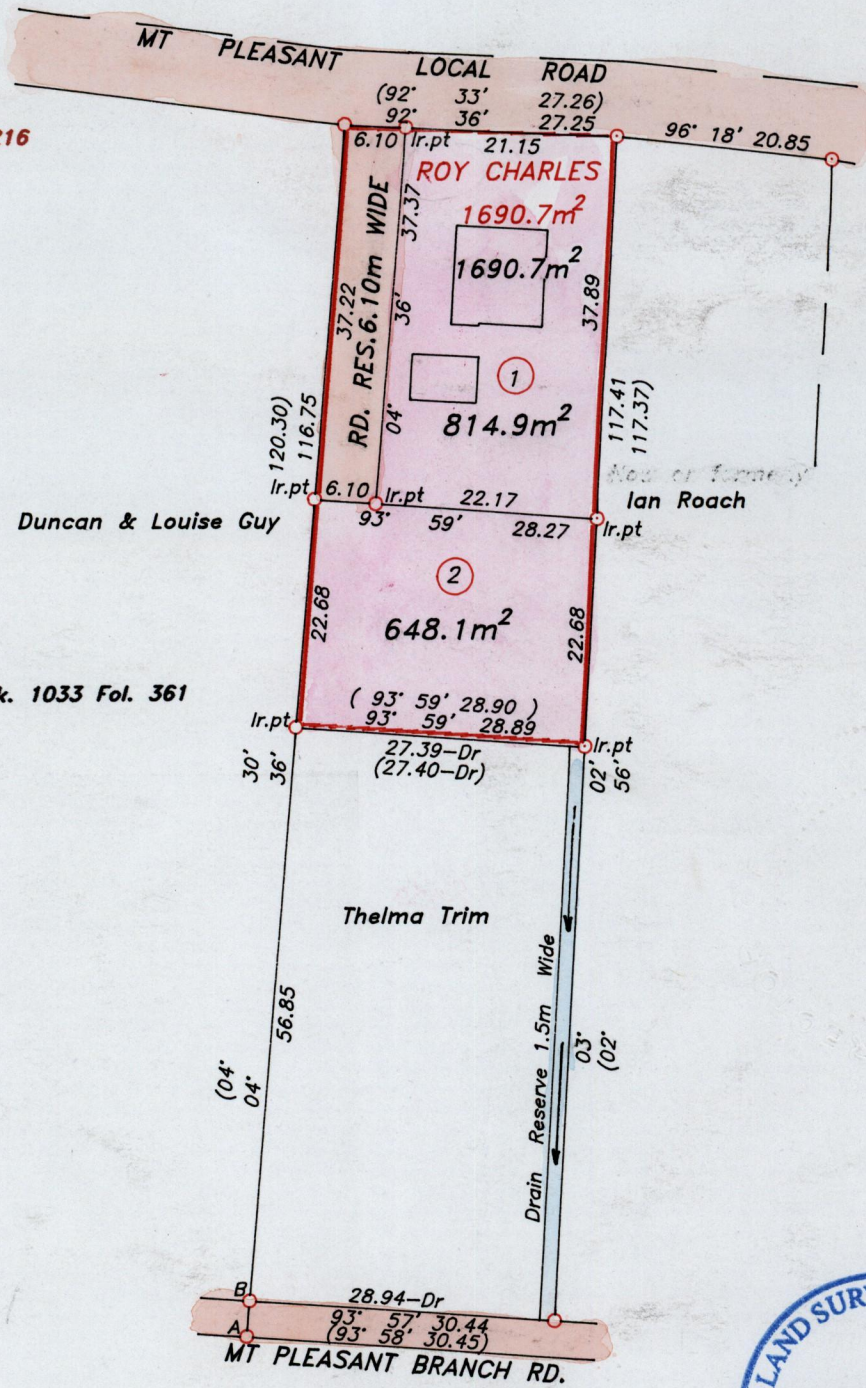 MT PLEASANT LOCAL ROAD
(92° 33' 27.26)
92° 36' 27.25
96° 18' 20.85
216
6.10 Ir.pt 21.15
ROY CHARLES
1690.7m²
1690.7m²
37.37
36'
04°
RD. RES. 6.10m WIDE
37.22
37.89
1
814.9m²
120.30)
116.75
117.41
117.37)
Now or formerly
Ian Roach
Ir.pt 6.10 Ir.pt 22.17
93° 59' 28.27 Ir.pt
Duncan & Louise Guy
2
648.1m²
22.68
22.68
k. 1033 Fol. 361
( 93° 59' 28.90 )
93° 59' 28.89
Ir.pt
Ir.pt
27.39-Dr
(27.40-Dr)
30'
36'
02'
56'
Thelma Trim
56.85
Drain Reserve 1.5m Wide
03°
(02°
(04°
04°
B
28.94-Dr
93° 57' 30.44
A
(93° 58' 30.45)
MT PLEASANT BRANCH RD.
LAND SUR